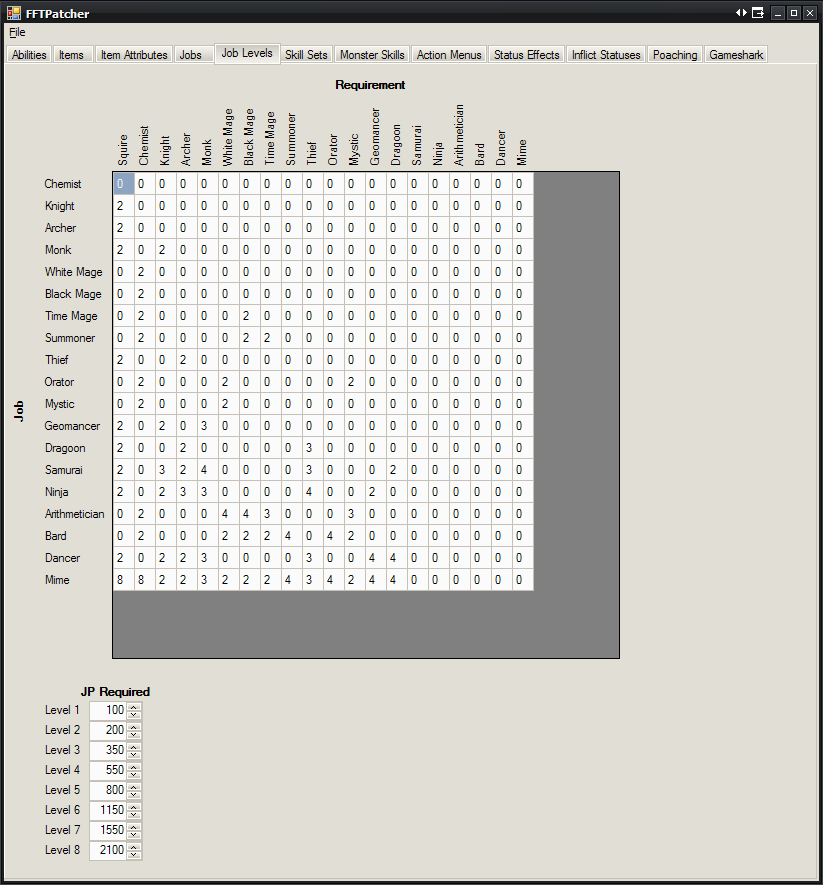 FFTPatcher
File
Abilities Items Item Attributes Jobs Job Levels Skill Sets Monster Skills Action Menus Status Effects Inflict Statuses Poaching Gameshark
Requirement
Squire Chemist Knight Archer Monk White Mage Black Mage Time Mage Summoner Thief Orator Mystic Geomancer Dragoon Samurai Ninja Arithmetician Bard Dancer Mime
Job
Chemist 0 0 0 0 0 0 0 0 0 0 0 0 0 0 0 0 0 0 0 0
Knight 2 0 0 0 0 0 0 0 0 0 0 0 0 0 0 0 0 0 0 0
Archer 2 0 0 0 0 0 0 0 0 0 0 0 0 0 0 0 0 0 0 0
Monk 2 0 2 0 0 0 0 0 0 0 0 0 0 0 0 0 0 0 0 0
White Mage 0 2 0 0 0 0 0 0 0 0 0 0 0 0 0 0 0 0 0 0
Black Mage 0 2 0 0 0 0 0 0 0 0 0 0 0 0 0 0 0 0 0 0
Time Mage 0 2 0 0 0 0 2 0 0 0 0 0 0 0 0 0 0 0 0 0
Summoner 0 2 0 0 0 0 2 2 0 0 0 0 0 0 0 0 0 0 0 0
Thief 2 0 0 2 0 0 0 0 0 0 0 0 0 0 0 0 0 0 0 0
Orator 0 2 0 0 0 2 0 0 0 0 0 2 0 0 0 0 0 0 0 0
Mystic 0 2 0 0 0 2 0 0 0 0 0 0 0 0 0 0 0 0 0 0
Geomancer 2 0 2 0 3 0 0 0 0 0 0 0 0 0 0 0 0 0 0 0
Dragoon 2 0 0 2 0 0 0 0 0 3 0 0 0 0 0 0 0 0 0 0
Samurai 2 0 3 2 4 0 0 0 0 3 0 0 0 2 0 0 0 0 0 0
Ninja 2 0 2 3 3 0 0 0 0 4 0 0 2 0 0 0 0 0 0 0
Arithmetician 0 2 0 0 0 4 4 3 0 0 0 3 0 0 0 0 0 0 0 0
Bard 0 2 0 0 0 2 2 2 4 0 4 2 0 0 0 0 0 0 0 0
Dancer 2 0 2 2 3 0 0 0 0 3 0 0 4 4 0 0 0 0 0 0
Mime 8 8 2 2 3 2 2 2 4 3 4 2 4 4 0 0 0 0 0 0
JP Required
Level 1 100
Level 2 200
Level 3 350
Level 4 550
Level 5 800
Level 6 1150
Level 7 1550
Level 8 2100